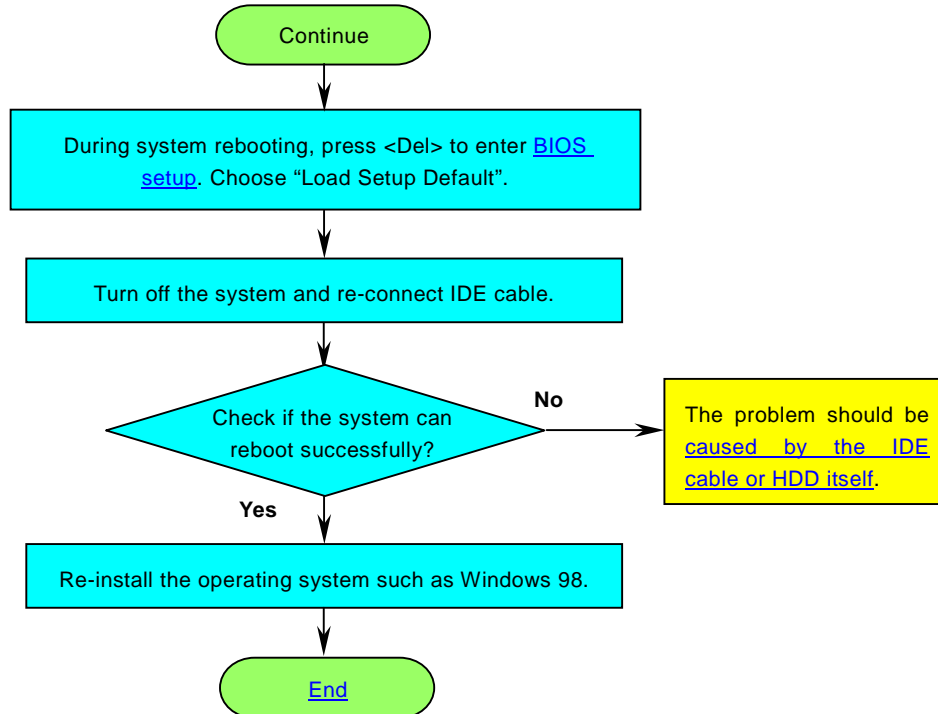 Continue
During system rebooting, press <Del> to enter BIOS
setup. Choose “Load Setup Default”.
Turn off the system and re-connect IDE cable.
Check if the system can
reboot successfully?
No
The problem should be
caused by the IDE
cable or HDD itself.
Yes
Re-install the operating system such as Windows 98.
End